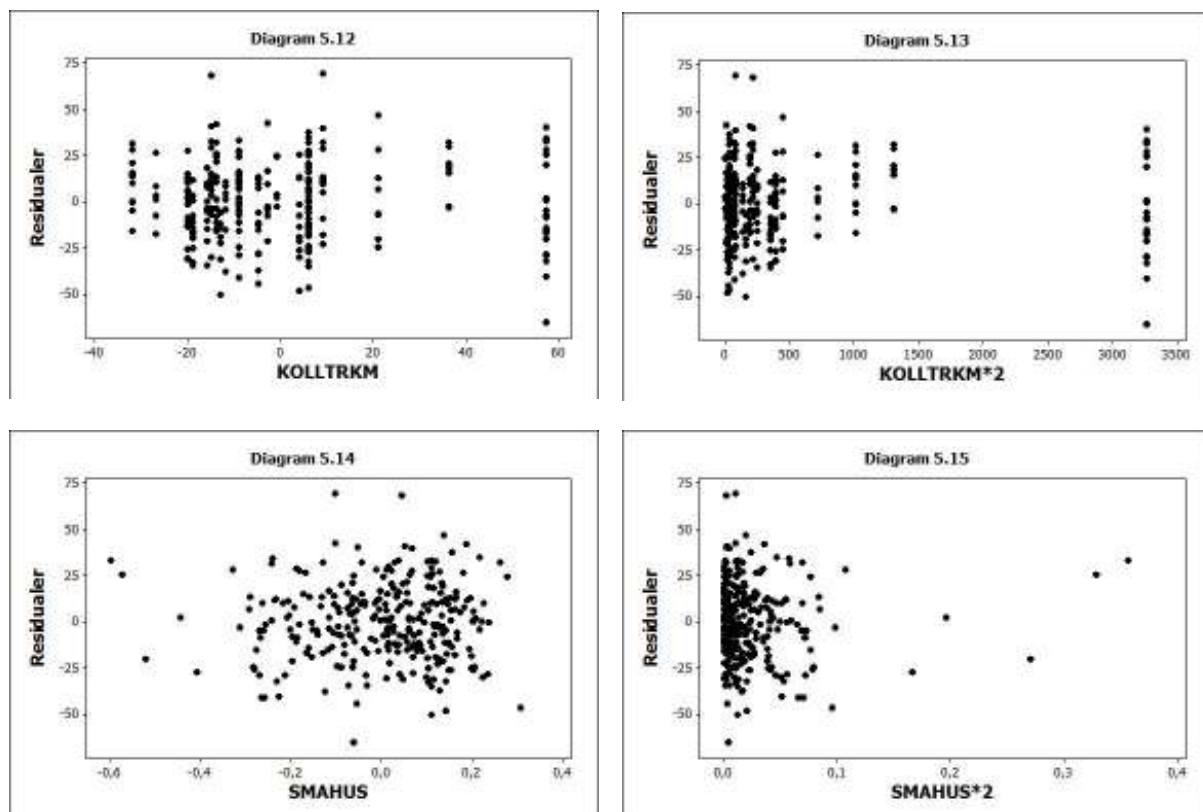 Diagram 5.12
75
50
25
0
-25
-50
Residualer
-40 -20 0 20 40 60
KOLLTRKM
Diagram 5.13
75
50
25
0
-25
-50
Residualer
0 500 1000 1500 2000 2500 3000 3500
KOLLTRKM*2
Diagram 5.14
75
50
25
0
-25
-50
Residualer
-0,6 -0,4 -0,2 0,0 0,2 0,4
SMAHUS
Diagram 5.15
75
50
25
0
-25
-50
Residualer
0,0 0,1 0,2 0,3 0,4
SMAHUS*2